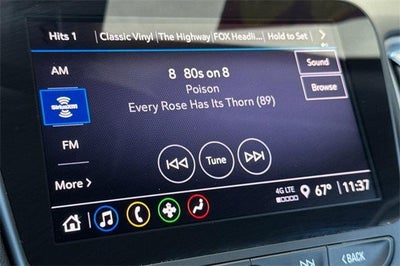 Hits 1 Classic Vinyl The Highway FOX Headli... Hold to Set
AM
8 80s on 8
Sound
Poison
Browse
Every Rose Has Its Thorn (89)
SiriusXM
FM
Tune
More
4G LTE
67° 11:37
BACK